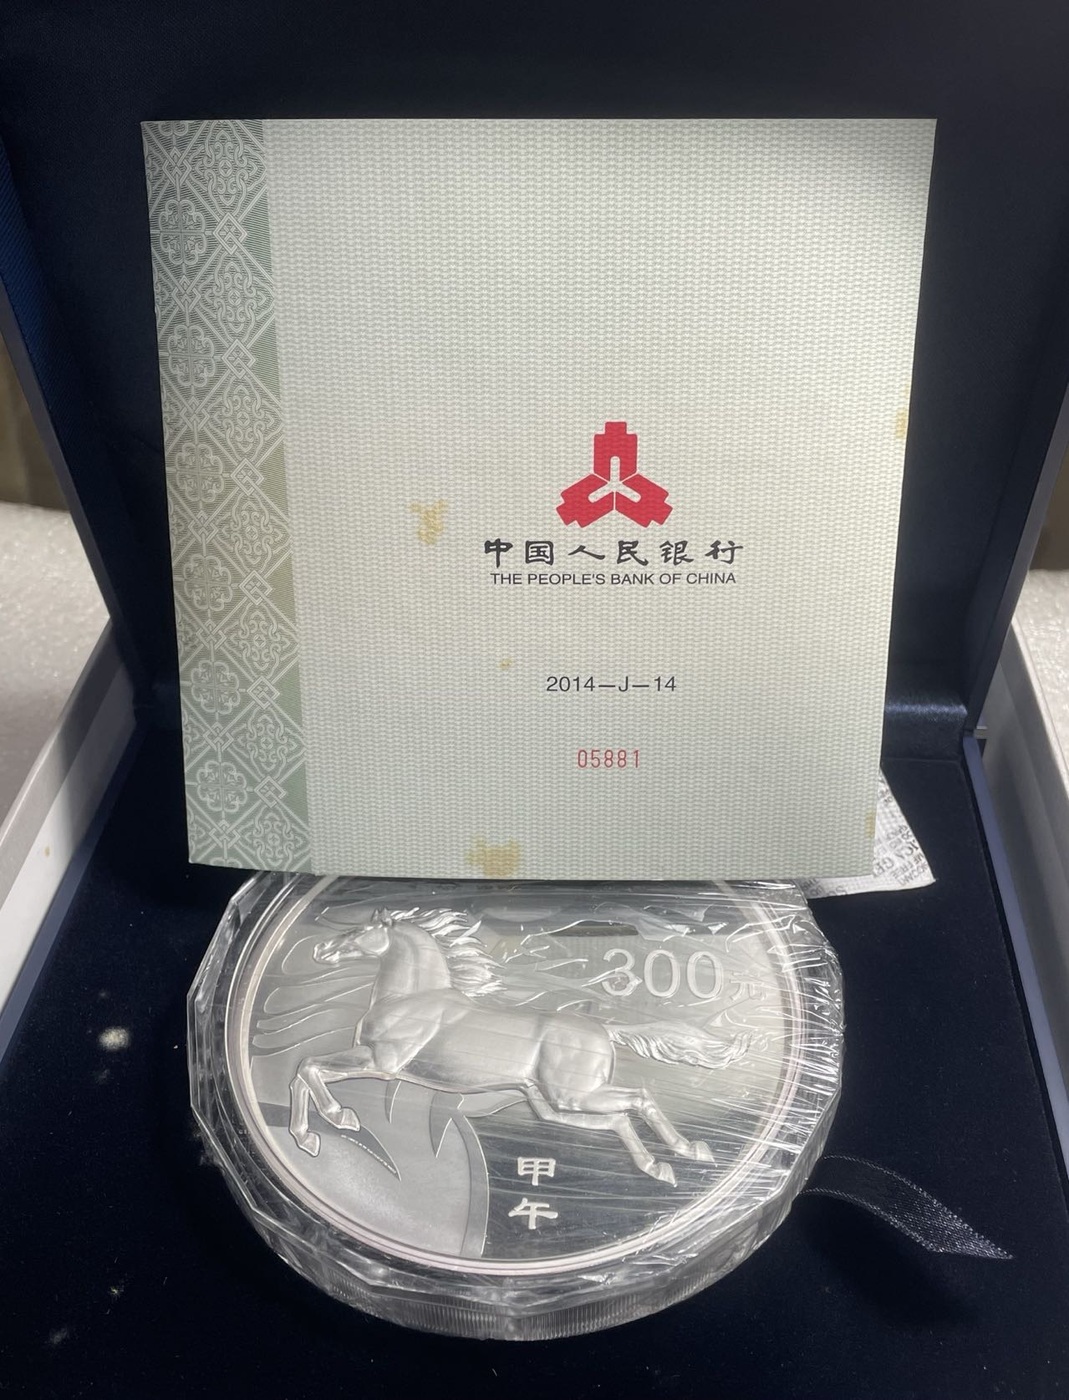 中国人民银行
THE PEOPLE'S BANK OF CHINA
2014—J—14
05881
300元
甲
午